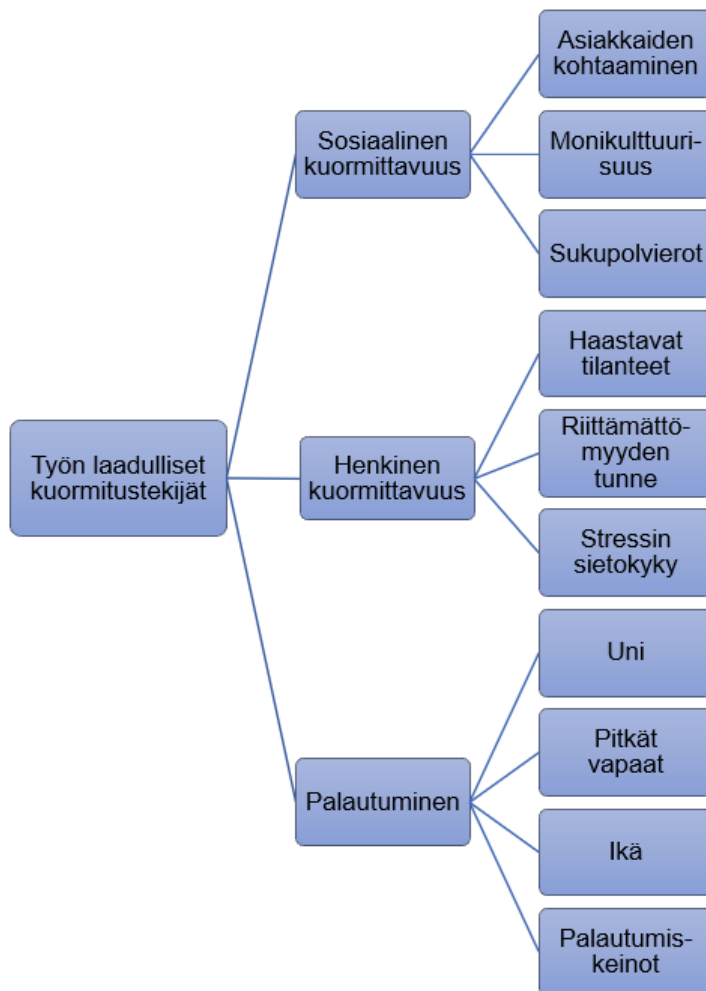 Asiakkaiden
kohtaaminen
Sosiaalinen
kuormittavuus
Monikulttuuri-
suus
Sukupolvierot
Haastavat
tilanteet
Työn laadulliset
kuormitustekijät
Henkinen
kuormittavuus
Riittämättö-
myyden
tunne
Stressin
sietokyky
Uni
Pitkät
vapaat
Palautuminen
Ikä
Palautumis-
keinot